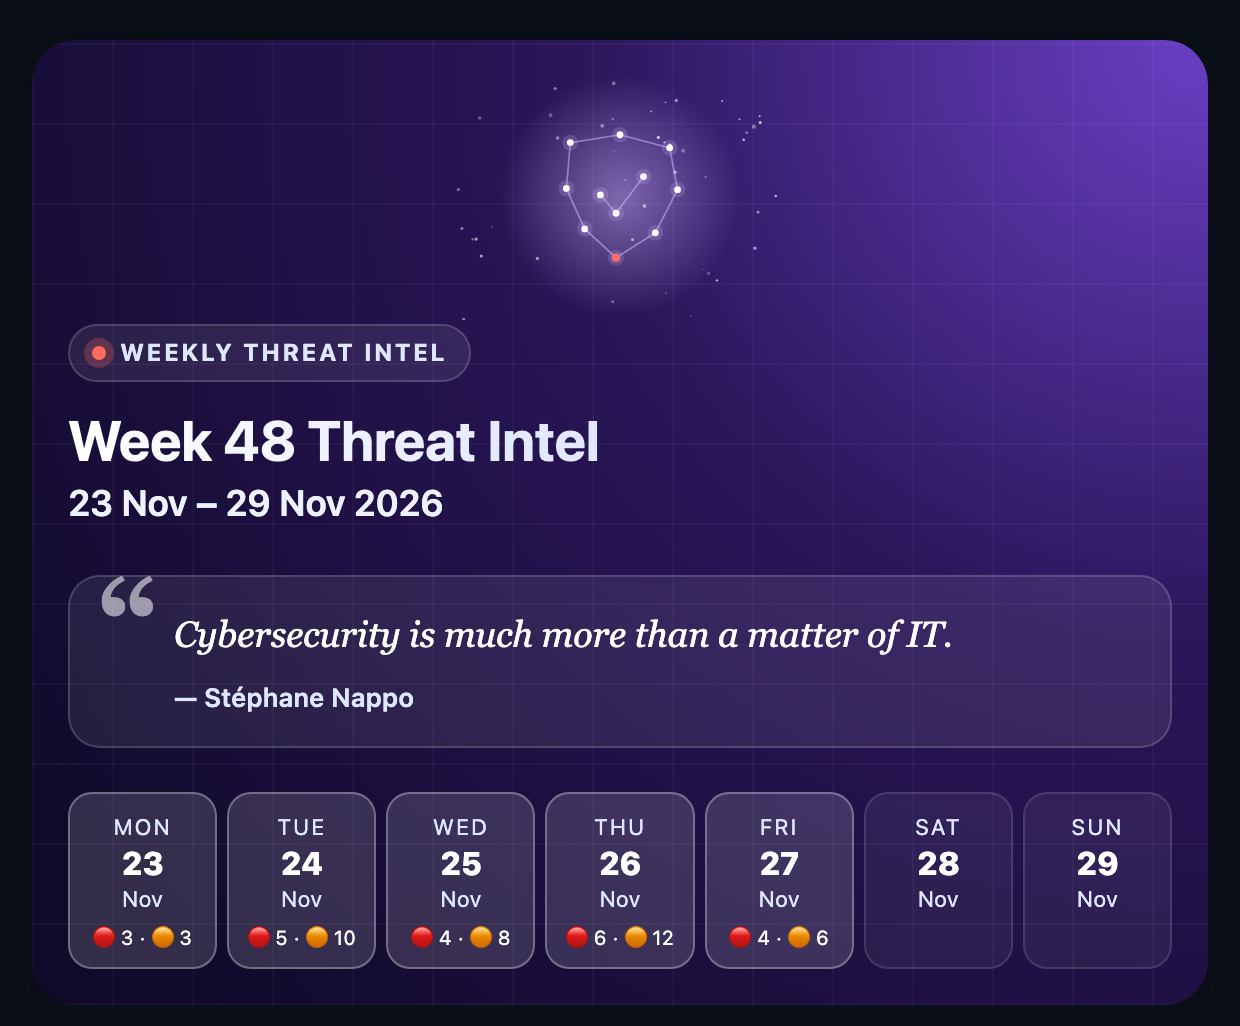 WEEKLY THREAT INTEL
Week 48 Threat Intel
23 Nov – 29 Nov 2026
“
Cybersecurity is much more than a matter of IT.
— Stéphane Nappo
MON
23
Nov
🔴 3 · 🟠 3
TUE
24
Nov
🔴 5 · 🟠 10
WED
25
Nov
🔴 4 · 🟠 8
THU
26
Nov
🔴 6 · 🟠 12
FRI
27
Nov
🔴 4 · 🟠 6
SAT
28
Nov
SUN
29
Nov